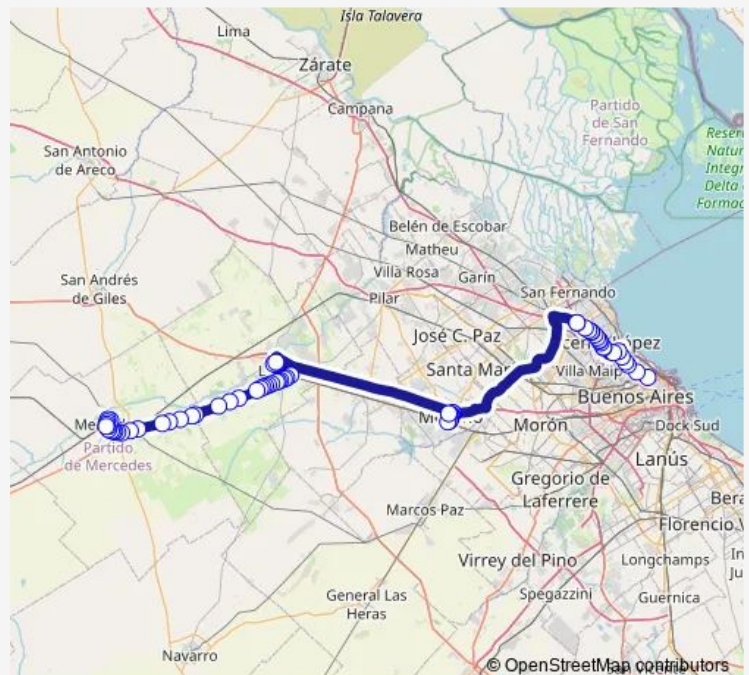 Isla Talavera
Lima
Zárate
Campana
Partido
de San
Fernando
San Antonio
de Areco
Belén de Escobar
Matheu
Villa Rosa
Garín
San Andrés
de Giles
Pilar
San Fernando
José C. Paz
Villa Maip
Buenos Aires
Partido
de Mercedes
Morón
Dock Sud
Lanús
Gregorio de
Laferrere
Marcos Paz
Florencio V
Virrey del Pino
Longchamps
General Las
Heras
Spegazzini
Guernica
Navarro
© OpenStreetMap contributors